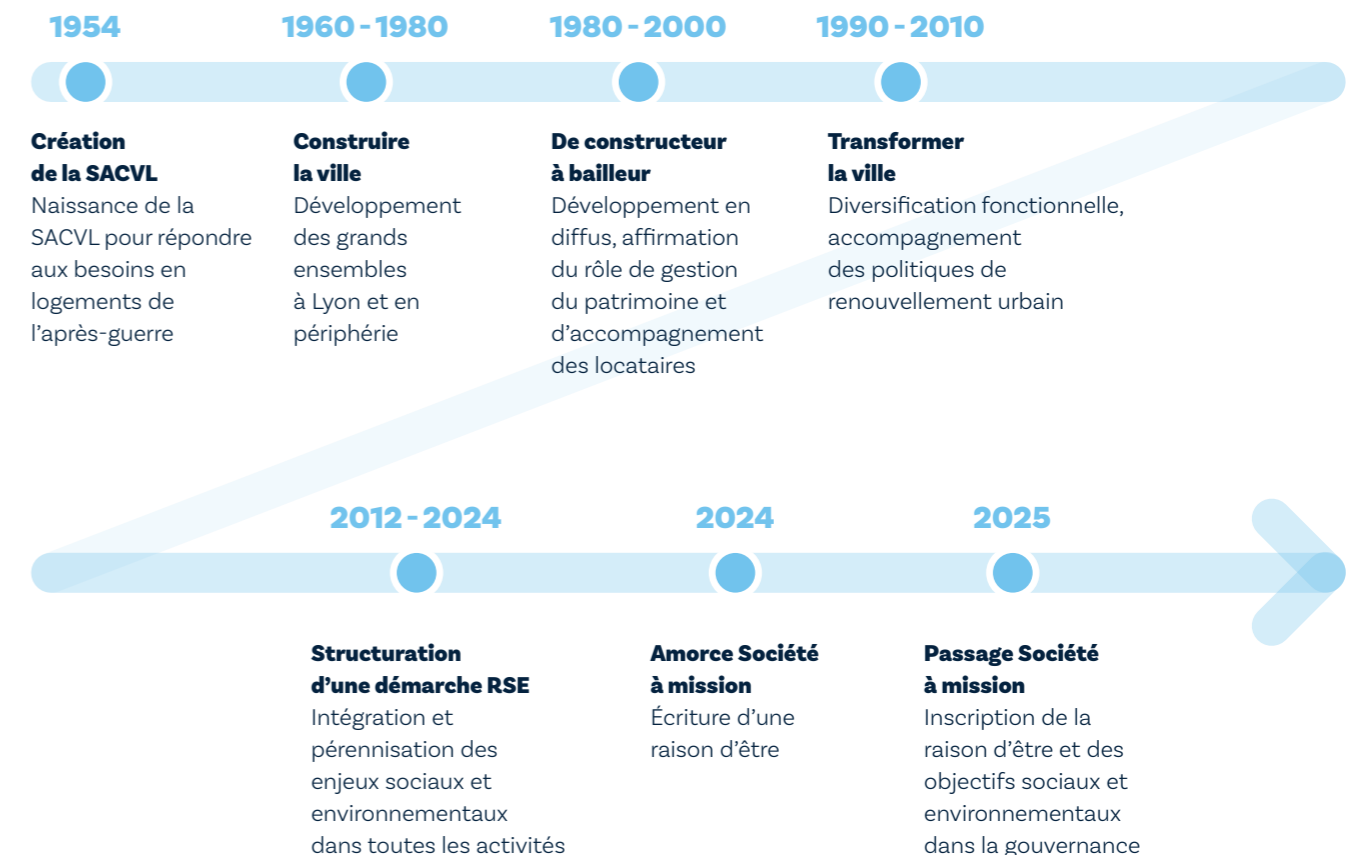 1954
Création
de la SACVL
Naissance de la
SACVL pour répondre
aux besoins en
logements de
l’après-guerre
1960 - 1980
Construire
la ville
Développement
des grands
ensembles
à Lyon et en
périphérie
1980 - 2000
De constructeur
à bailleur
Développement en
diffus, affirmation
du rôle de gestion
du patrimoine et
d’accompagnement
des locataires
1990 - 2010
Transformer
la ville
Diversification fonctionnelle,
accompagnement
des politiques de
renouvellement urbain
2012 - 2024
Structuration
d’une démarche RSE
Intégration et
pérennisation des
enjeux sociaux et
environnementaux
dans toutes les activités
2024
Amorce Société
à mission
Écriture d’une
raison d’être
2025
Passage Société
à mission
Inscription de la
raison d’être et des
objectifs sociaux et
environnementaux
dans la gouvernance